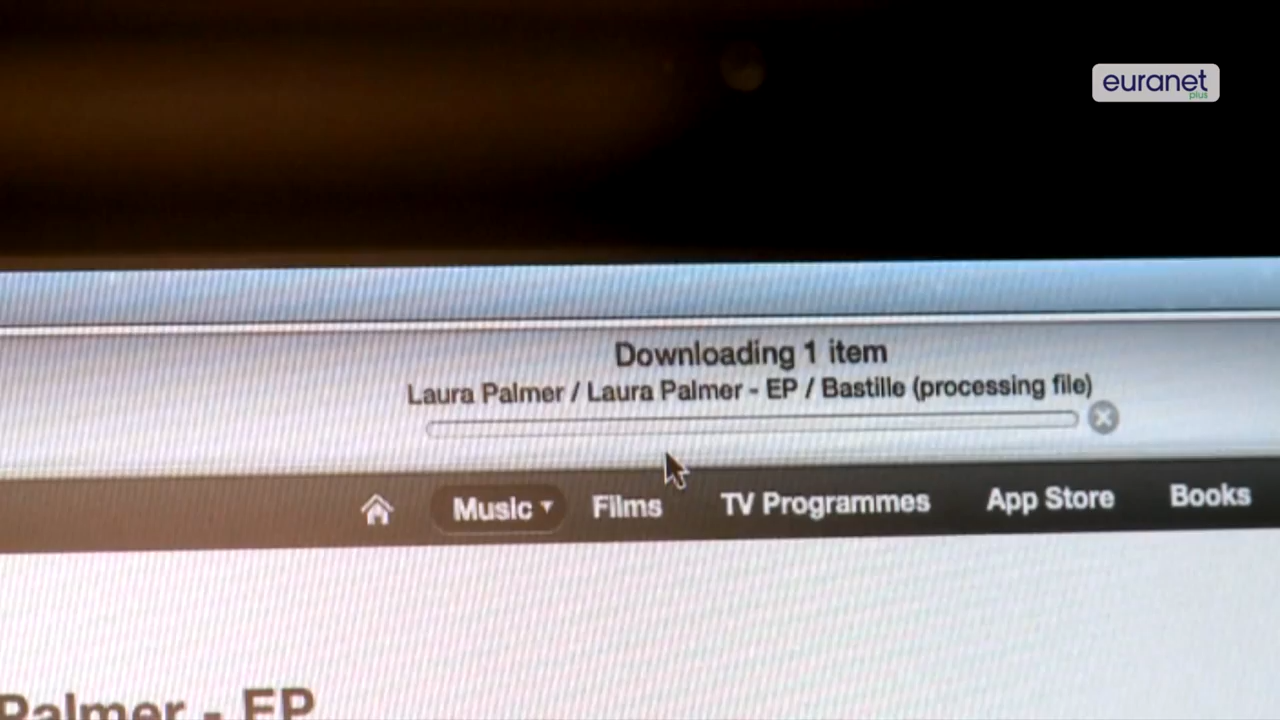 euranet
plus
Downloading 1 item
Laura Palmer / Laura Palmer - EP / Bastille (processing file)
Music
Films
TV Programmes
App Store
Books
Palmer - EP